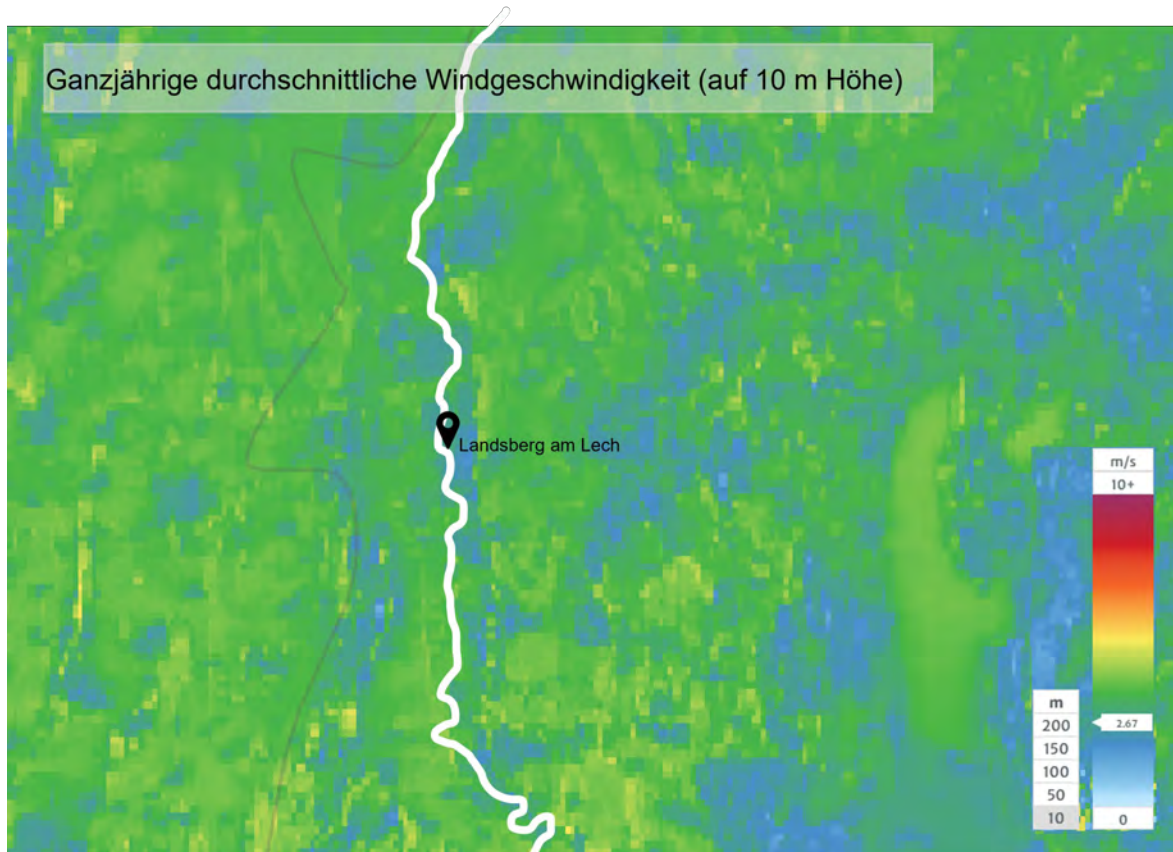 Ganzjährige durchschnittliche Windgeschwindigkeit (auf 10 m Höhe)
Landsberg am Lech
m/s
10+
m
200
2.67
150
100
50
10
0